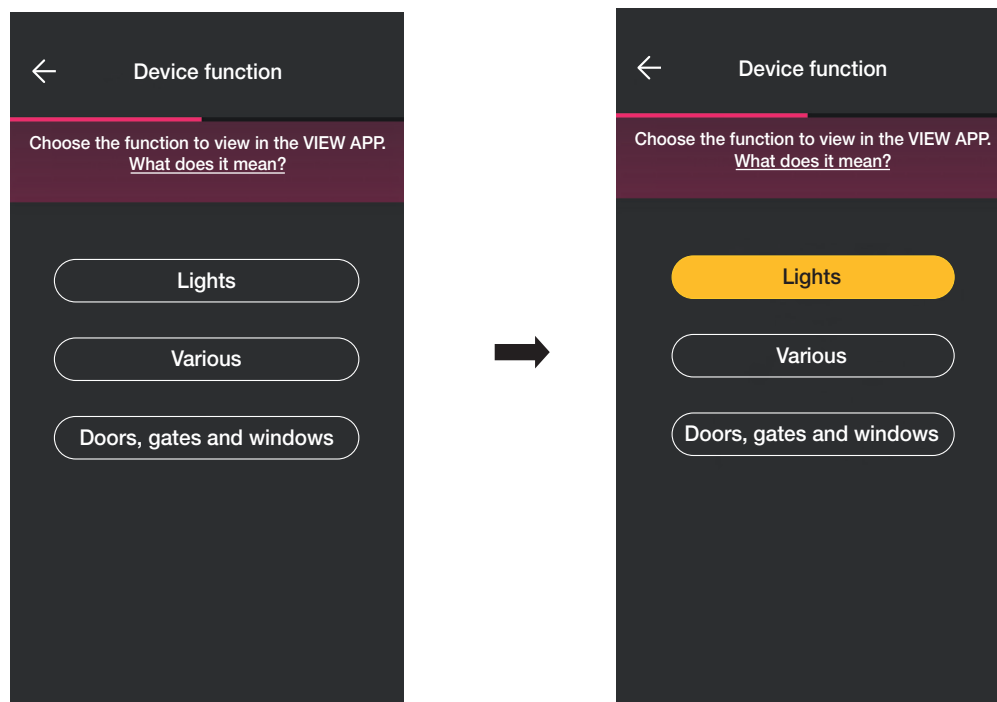 Device function
Choose the function to view in the VIEW APP.
What does it mean?
Lights
Various
Doors, gates and windows
Device function
Choose the function to view in the VIEW APP.
What does it mean?
Lights
Various
Doors, gates and windows